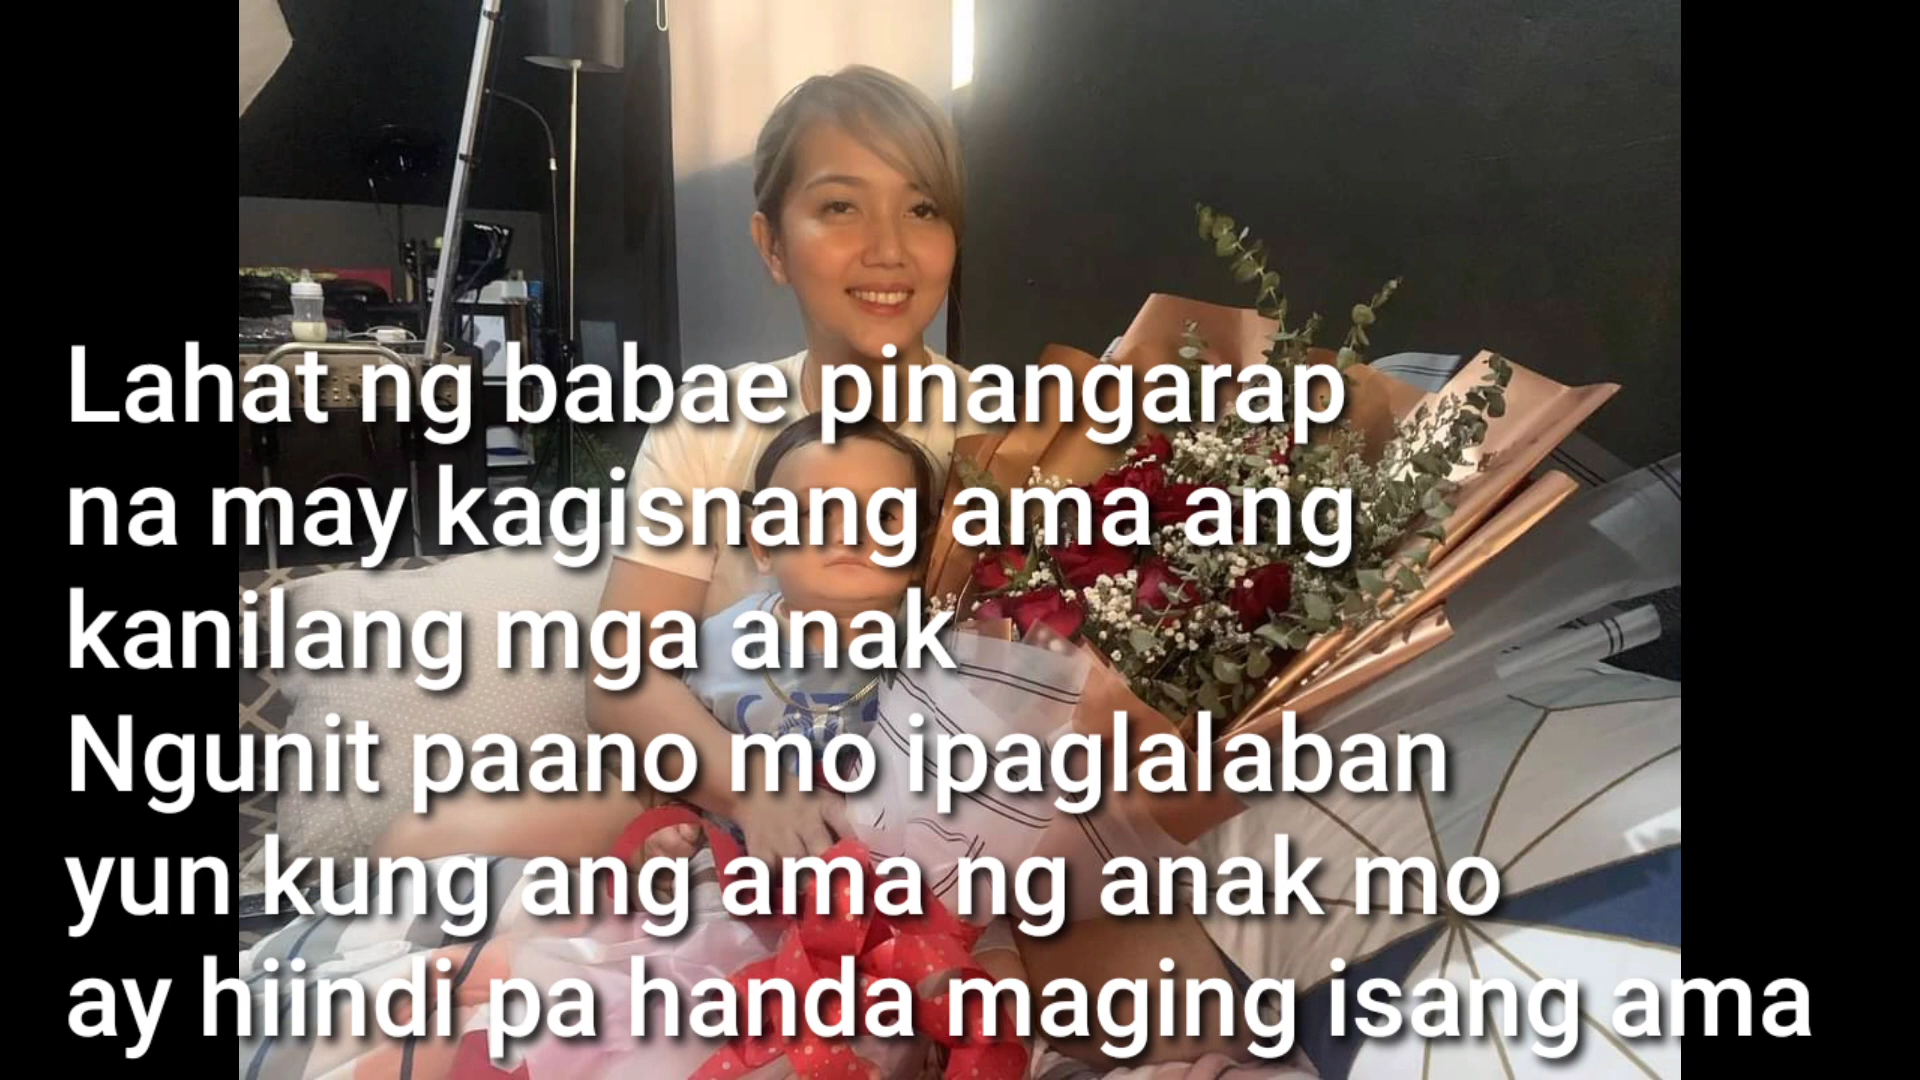 Lahat ng babae pinangarap
na may kagisnang ama ang
kanilang mga anak
Ngunit paano mo ipaglalaban
yun kung ang ama ng anak mo
ay hiindi pa handa maging isang ama